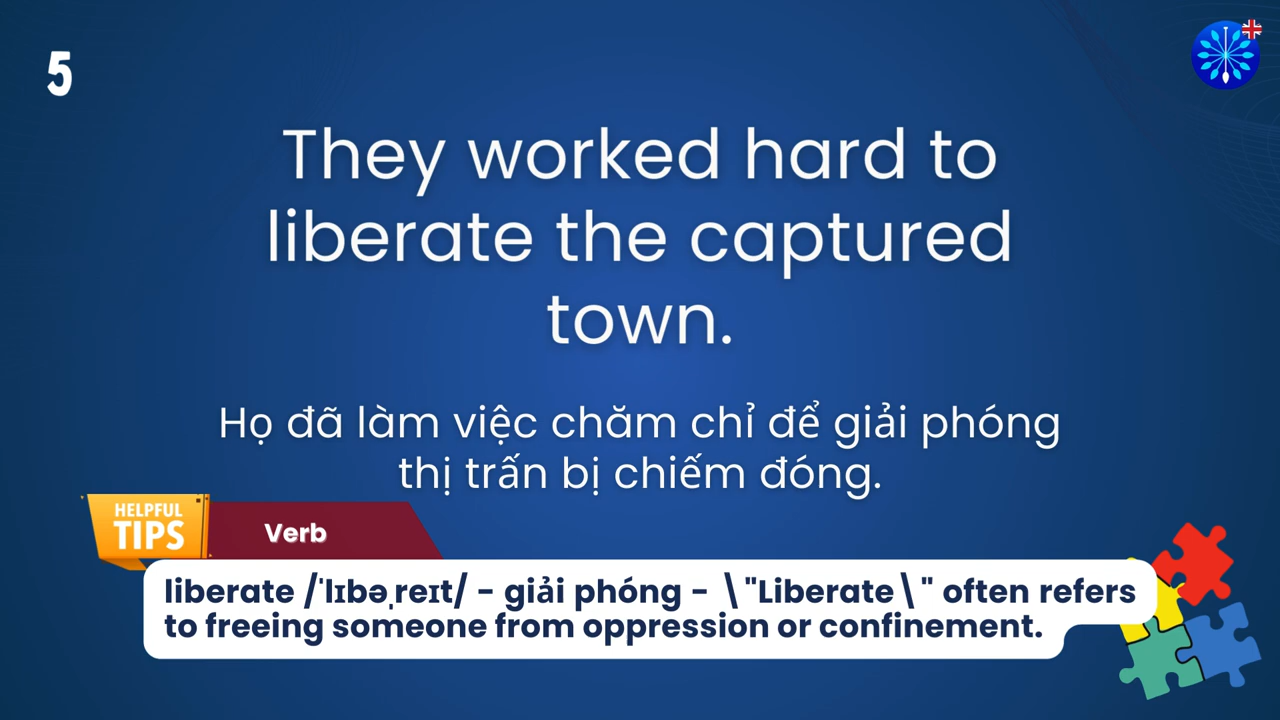 5
They worked hard to
liberate the captured
town.
Họ đã làm việc chăm chỉ để giải phóng
thị trấn bị chiếm đóng.
HELPFUL
TIPS
Verb
liberate /ˈlɪbəˌreɪt/ - giải phóng - \"Liberate\" often refers
to freeing someone from oppression or confinement.